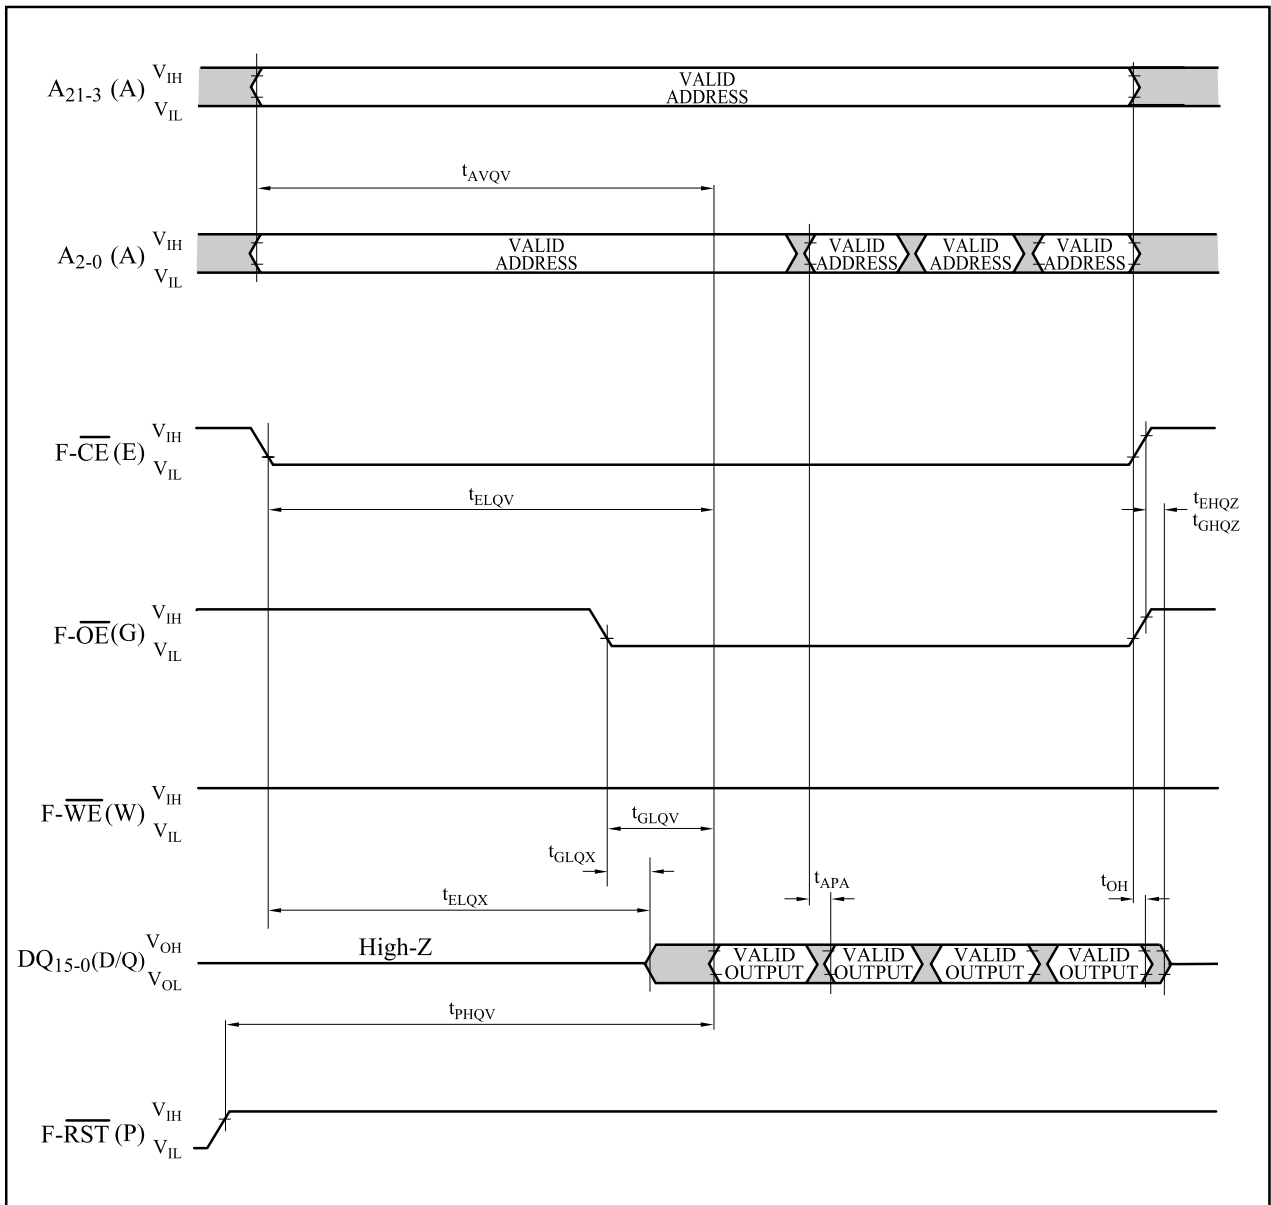 A21-3 (A) VIH VALID
VIL ADDRESS
tAVQV
A2-0 (A) VIH VALID VALID VALID VALID
VIL ADDRESS ADDRESS ADDRESS ADDRESS
F-CE (E) VIH
VIL
tELQV tEHQZ
tGHQZ
F-OE (G) VIH
VIL
F-WE (W) VIH
VIL
tGLQV
tGLQX
tELQX tAPA tOH
DQ15-0 (D/Q) VOH High-Z VALID VALID VALID VALID
VOL OUTPUT OUTPUT OUTPUT OUTPUT
tPHQV
F-RST (P) VIH
VIL